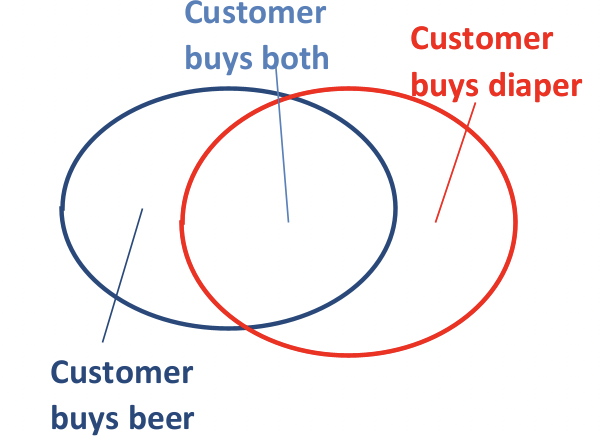 Customer
buys both
Customer
buys diaper
Customer
buys beer